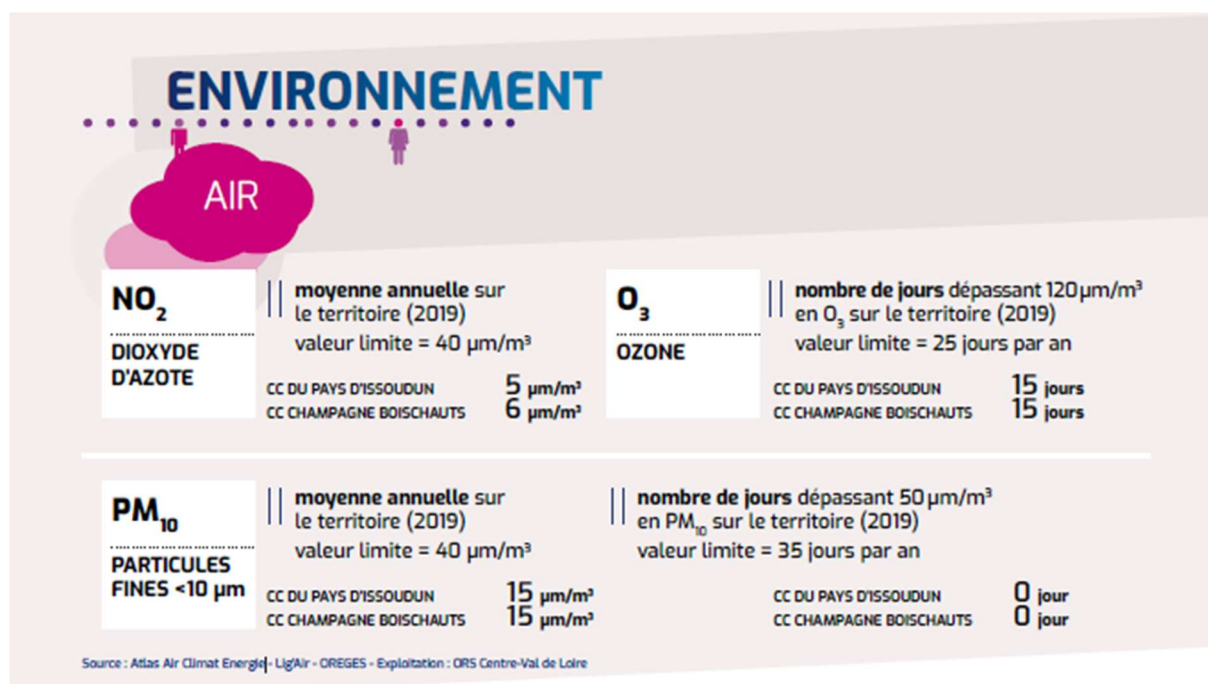 ENVIRONNEMENT
AIR
NO₂
DIOXYDE
D'AZOTE
moyenne annuelle sur
le territoire (2019)
valeur limite = 40 µm/m³
CC DU PAYS D'ISSOUDUN 5 µm/m³
CC CHAMPAGNE BOISCHAUTS 6 µm/m³
O₃
OZONE
nombre de jours dépassant 120 µm/m³
en O₃ sur le territoire (2019)
valeur limite = 25 jours par an
CC DU PAYS D'ISSOUDUN 15 jours
CC CHAMPAGNE BOISCHAUTS 15 jours
PM₁₀
PARTICULES
FINES <10 µm
moyenne annuelle sur
le territoire (2019)
valeur limite = 40 µm/m³
CC DU PAYS D'ISSOUDUN 15 µm/m³
CC CHAMPAGNE BOISCHAUTS 15 µm/m³
nombre de jours dépassant 50 µm/m³
en PM₁₀ sur le territoire (2019)
valeur limite = 35 jours par an
CC DU PAYS D'ISSOUDUN 0 jour
CC CHAMPAGNE BOISCHAUTS 0 jour
Source : Atlas Air Climat Energie - Lig'Air - OREGES - Exploitation : ORS Centre-Val de Loire